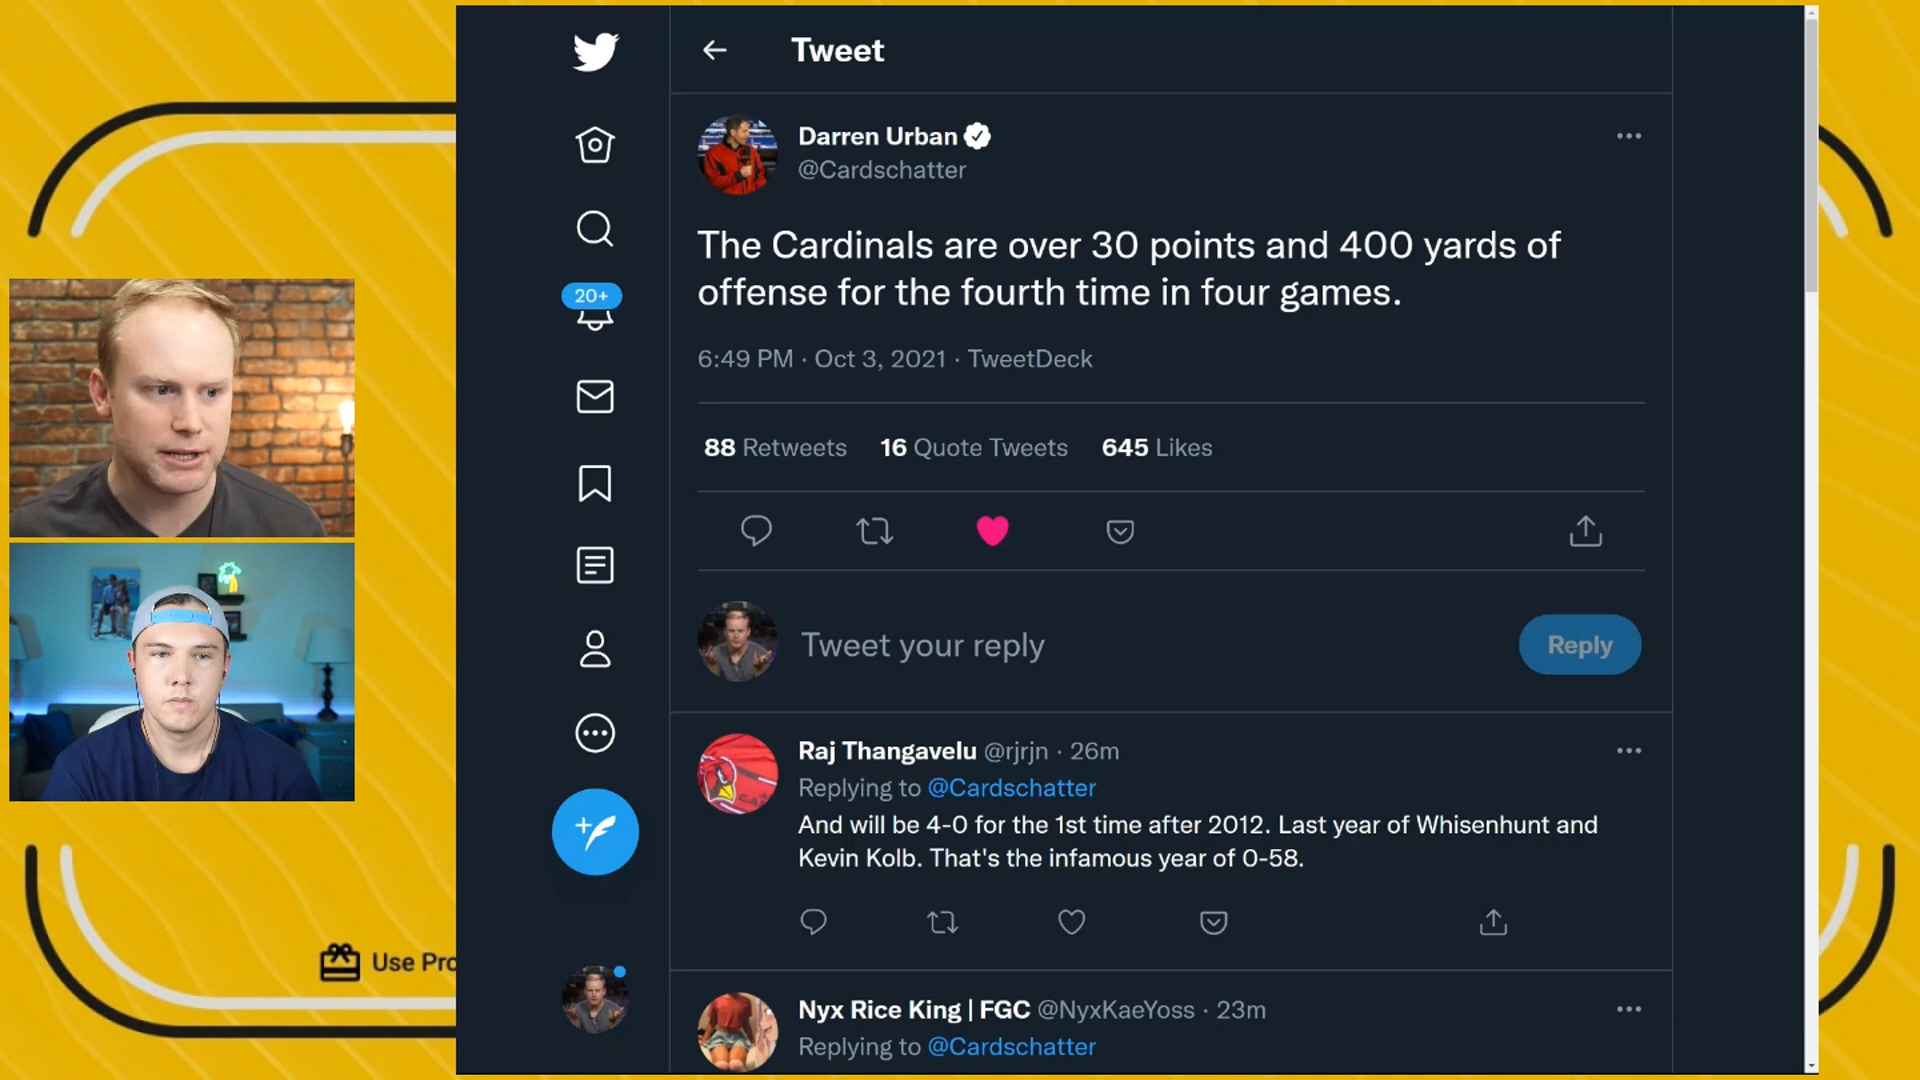 Tweet
Darren Urban
@Cardschatter
The Cardinals are over 30 points and 400 yards of
offense for the fourth time in four games.
6:49 PM · Oct 3, 2021 · TweetDeck
88 Retweets 16 Quote Tweets 645 Likes
20+
Tweet your reply
Reply
Raj Thangavelu @rjrjn · 26m
Replying to @Cardschatter
And will be 4-0 for the 1st time after 2012. Last year of Whisenhunt and
Kevin Kolb. That's the infamous year of 0-58.
Nyx Rice King | FGC @NyxKaeYoss · 23m
Replying to @Cardschatter
Use Pro